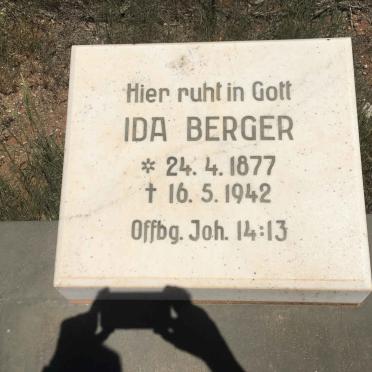 Hier ruht in Gott
IDA BERGER
* 24. 4. 1877
† 16. 5. 1942
Offbg. Joh. 14:13